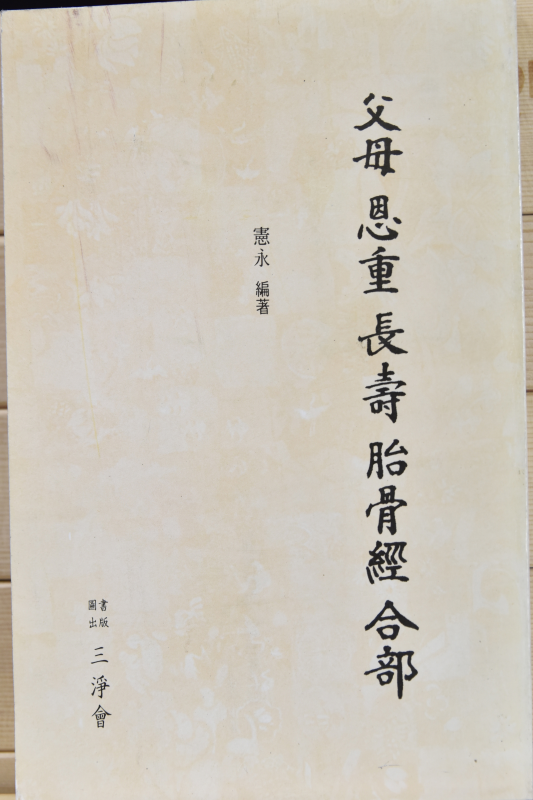 父母 恩重 長壽 胎骨經 合部
憲永 編著
圖書出版 三淨會